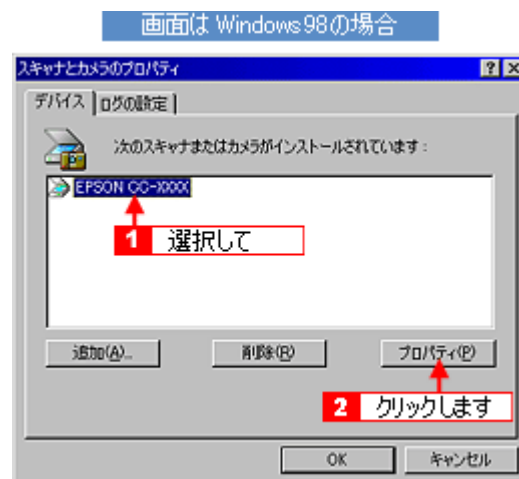 画面は Windows98の場合
スキャナとカメラのプロパティ
デバイス ログの設定
次のスキャナまたはカメラがインストールされています：
EPSON GC-XXXX
1 選択して
追加(A)... 削除(R) プロパティ(P)
2 クリックします
OK キャンセル